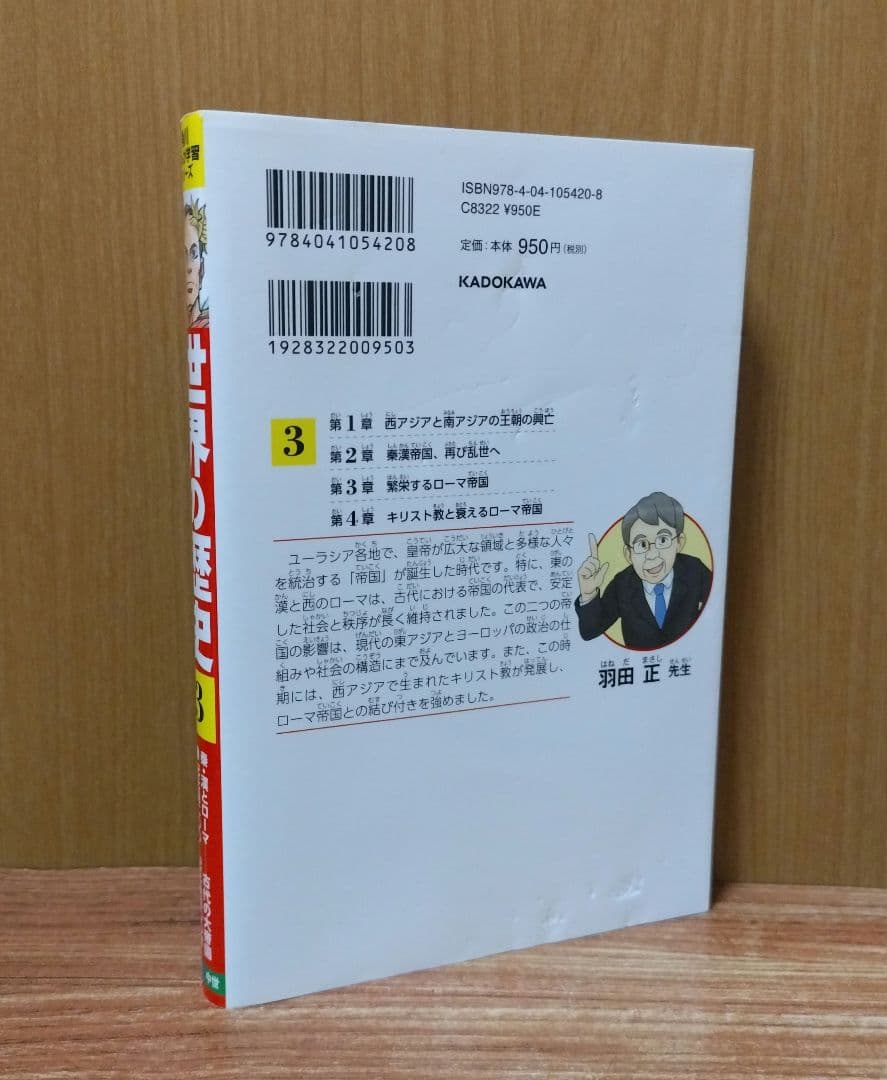 学習
ーズ
世界の歴史
3
秦・漢とローマ
中世
ISBN978-4-04-105420-8
C8322 ¥950E
定価：本体 950円（税別）
KADOKAWA
9784041054208
1928322009503
3
第1章 西アジアと南アジアの王朝の興亡
第2章 秦漢帝国、再び乱世へ
第3章 繁栄するローマ帝国
第4章 キリスト教と衰えるローマ帝国
ユーラシア各地で、皇帝が広大な領域と多様な人々
を統治する「帝国」が誕生した時代です。特に、東の
漢と西のローマは、古代における帝国の代表で、安定
した社会と秩序が長く維持されました。この二つの帝
国の影響は、現代の東アジアとヨーロッパの政治の仕
組みや社会の構造にまで及んでいます。また、この時
期には、西アジアで生まれたキリスト教が発展し、
ローマ帝国との結び付きを強めました。
羽田 正 先生